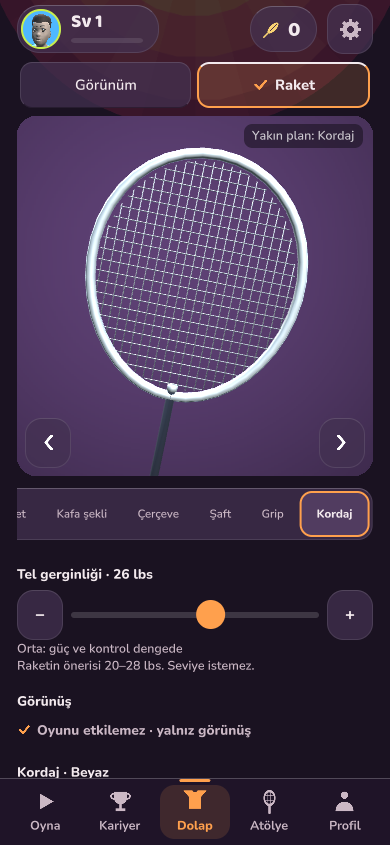 Sv 1
0
Görünüm
Raket
Yakın plan: Kordaj
et
Kafa şekli
Çerçeve
Şaft
Grip
Kordaj
Tel gerginliği · 26 lbs
−
+
Orta: güç ve kontrol dengede
Raketin önerisi 20–28 lbs. Seviye istemez.
Görünüş
Oyunu etkilemez · yalnız görünüş
Kordaj · Beyaz
Oyna
Kariyer
Dolap
Atölye
Profil